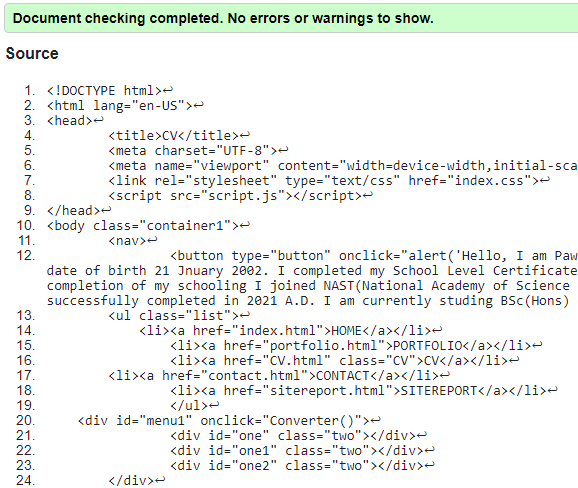 Document checking completed. No errors or warnings to show.
Source
1. <!DOCTYPE html>↩
2. <html lang="en-US">↩
3. <head>↩
4. <title>CV</title>↩
5. <meta charset="UTF-8">↩
6. <meta name="viewport" content="width=device-width,initial-sca
7. <link rel="stylesheet" type="text/css" href="index.css">↩
8. <script src="script.js"></script>↩
9. </head>↩
10. <body class="container1">↩
11. <nav>↩
12. <button type="button" onclick="alert('Hello, I am Paw
date of birth 21 Jnuary 2002. I completed my School Level Certificate
completion of my schooling I joined NAST(National Academy of Science
successfully completed in 2021 A.D. I am currently studing BSc(Hons)
13. <ul class="list">↩
14. <li><a href="index.html">HOME</a></li>↩
15. <li><a href="portfolio.html">PORTFOLIO</a></li>↩
16. <li><a href="CV.html" class="CV">CV</a></li>↩
17. <li><a href="contact.html">CONTACT</a></li>↩
18. <li><a href="sitereport.html">SITEREPORT</a></li>↩
19. </ul>↩
20. <div id="menu1" onclick="Converter()">↩
21. <div id="one" class="two"></div>↩
22. <div id="one1" class="two"></div>↩
23. <div id="one2" class="two"></div>↩
24. </div>↩